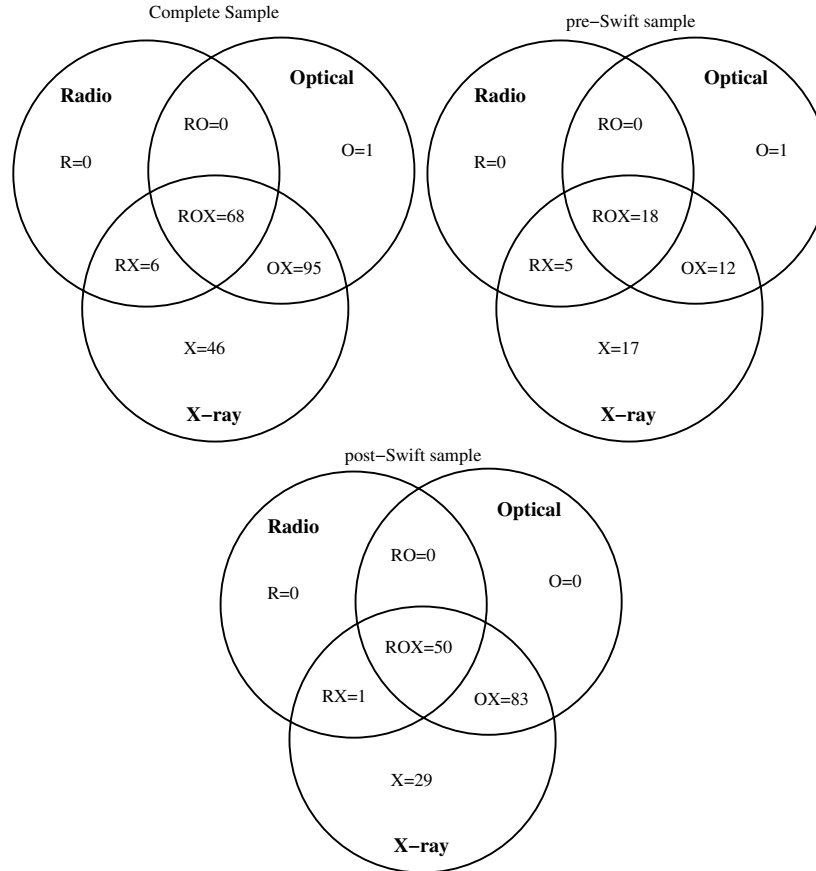 Complete Sample
Radio
Optical
RO=0
R=0
O=1
ROX=68
RX=6
OX=95
X=46
X−ray
pre−Swift sample
Radio
Optical
RO=0
R=0
O=1
ROX=18
RX=5
OX=12
X=17
X−ray
post−Swift sample
Radio
Optical
RO=0
R=0
O=0
ROX=50
RX=1
OX=83
X=29
X−ray